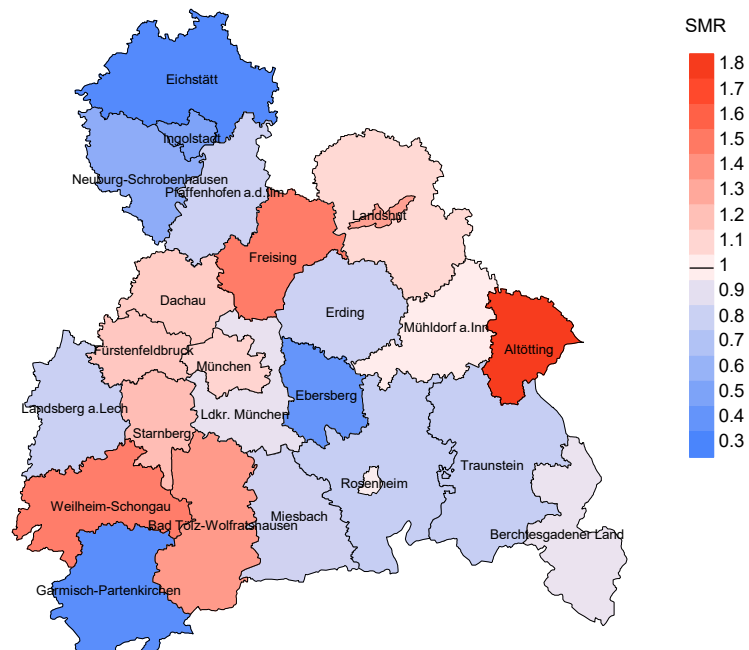 SMR
1.8
1.7
1.6
1.5
1.4
1.3
1.2
1.1
1
0.9
0.8
0.7
0.6
0.5
0.4
0.3
Eichstätt
Ingolstadt
Neuburg-Schrobenhausen
Pfaffenhofen a.d.Ilm
Landshut
Freising
Dachau
Erding
Mühldorf a.Inn
Altötting
Fürstenfeldbruck
München
Ebersberg
Landsberg a.Lech
Ldkr. München
Starnberg
Traunstein
Rosenheim
Weilheim-Schongau
Miesbach
Bad Tölz-Wolfratshausen
Berchtesgadener Land
Garmisch-Partenkirchen